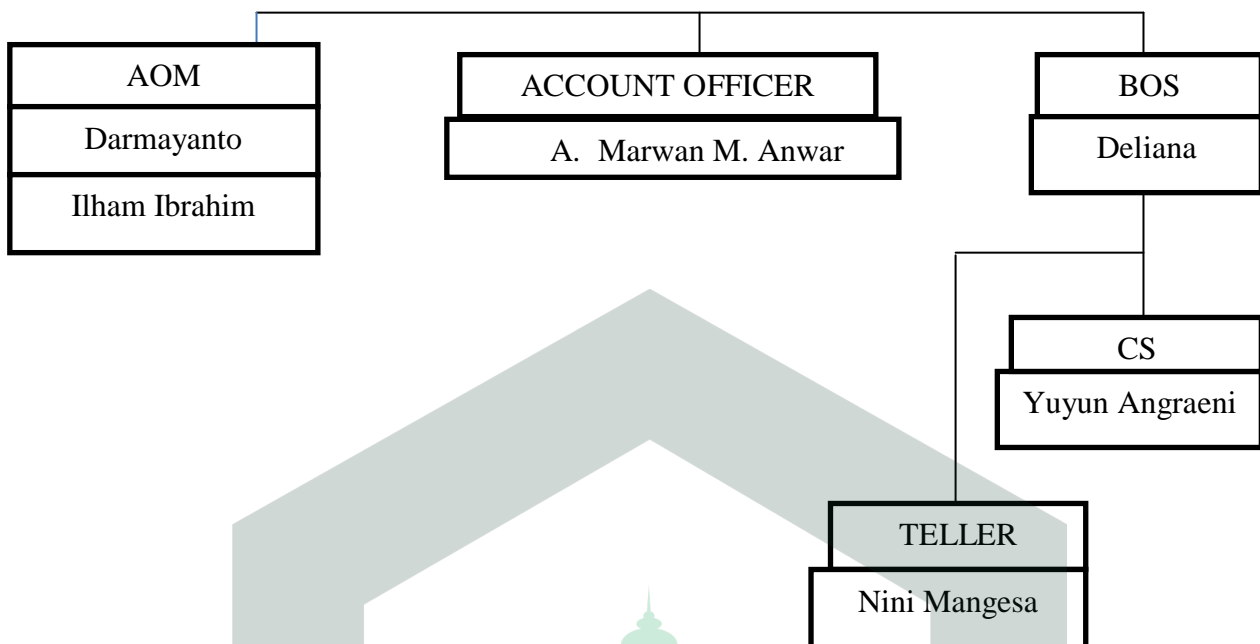 AOM
Darmayanto
Ilham Ibrahim
ACCOUNT OFFICER
A. Marwan M. Anwar
BOS
Deliana
CS
Yuyun Angraeni
TELLER
Nini Mangesa